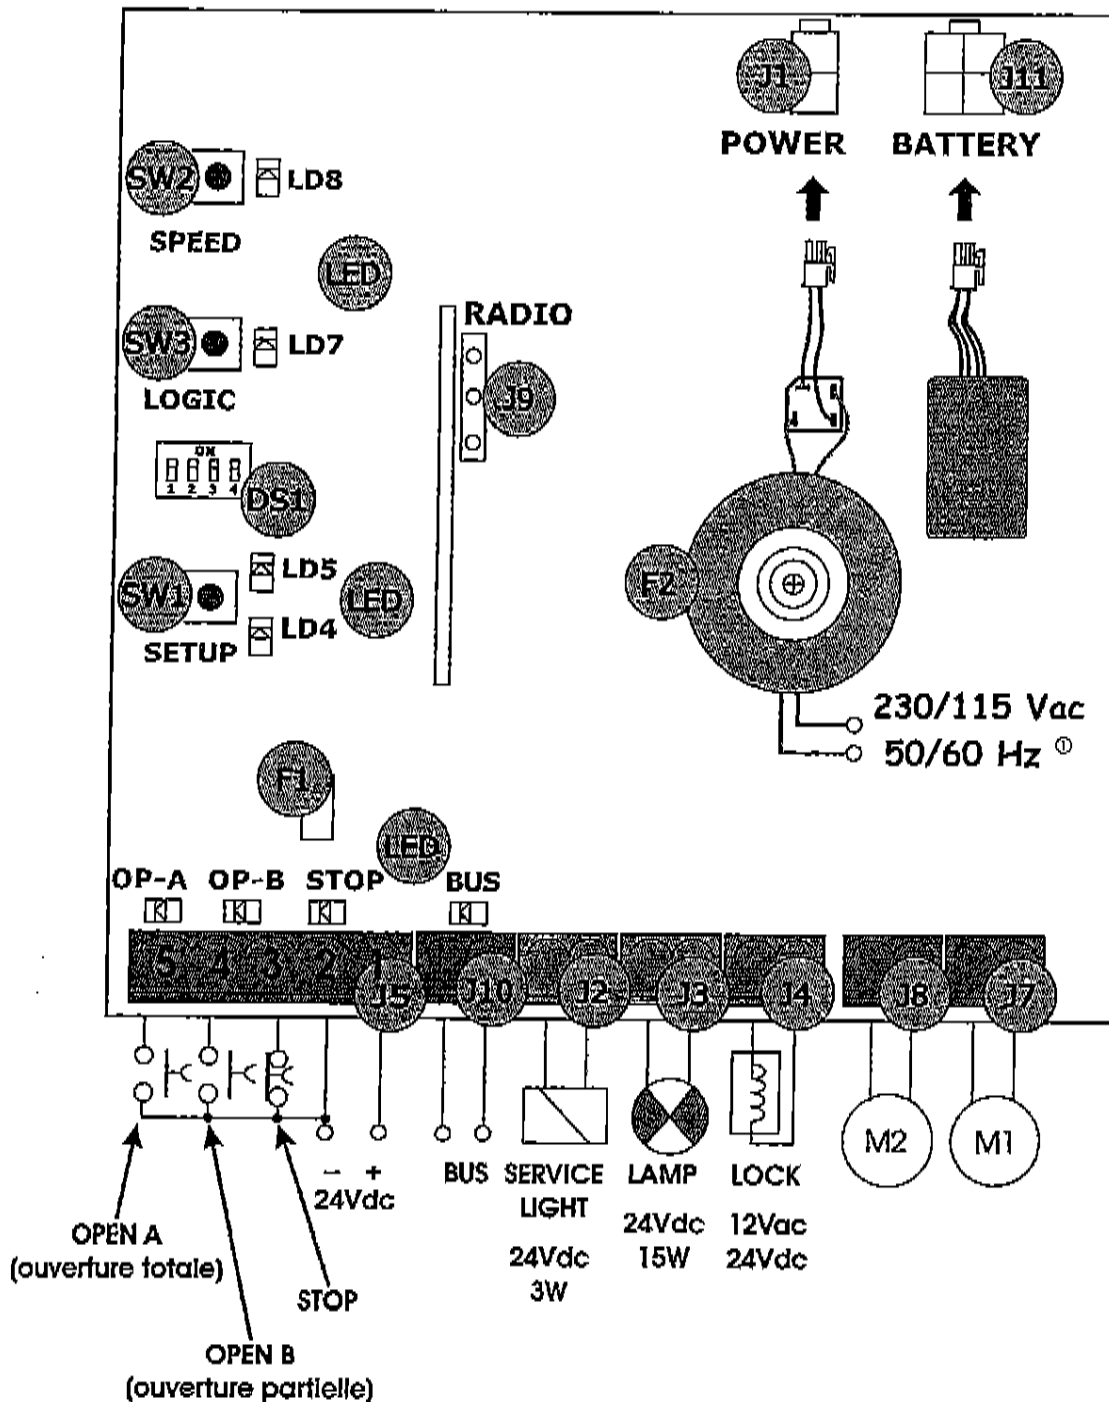 J1
J11
POWER
BATTERY
SW2
LD8
SPEED
LED
RADIO
SW3
LD7
LOGIC
J9
ON
1 2 3 4
DS1
SW1
LD5
LED
LD4
SETUP
F2
230/115 Vac
50/60 Hz ①
F1
LED
OP-A
OP-B
STOP
BUS
5 4 3 2 1
J5
J10
J2
J3
J4
J8
J7
- +
24Vdc
BUS
SERVICE
LIGHT
24Vdc
3W
LAMP
24Vdc
15W
LOCK
12Vac
24Vdc
M2
M1
OPEN A
(ouverture totale)
STOP
OPEN B
(ouverture partielle)